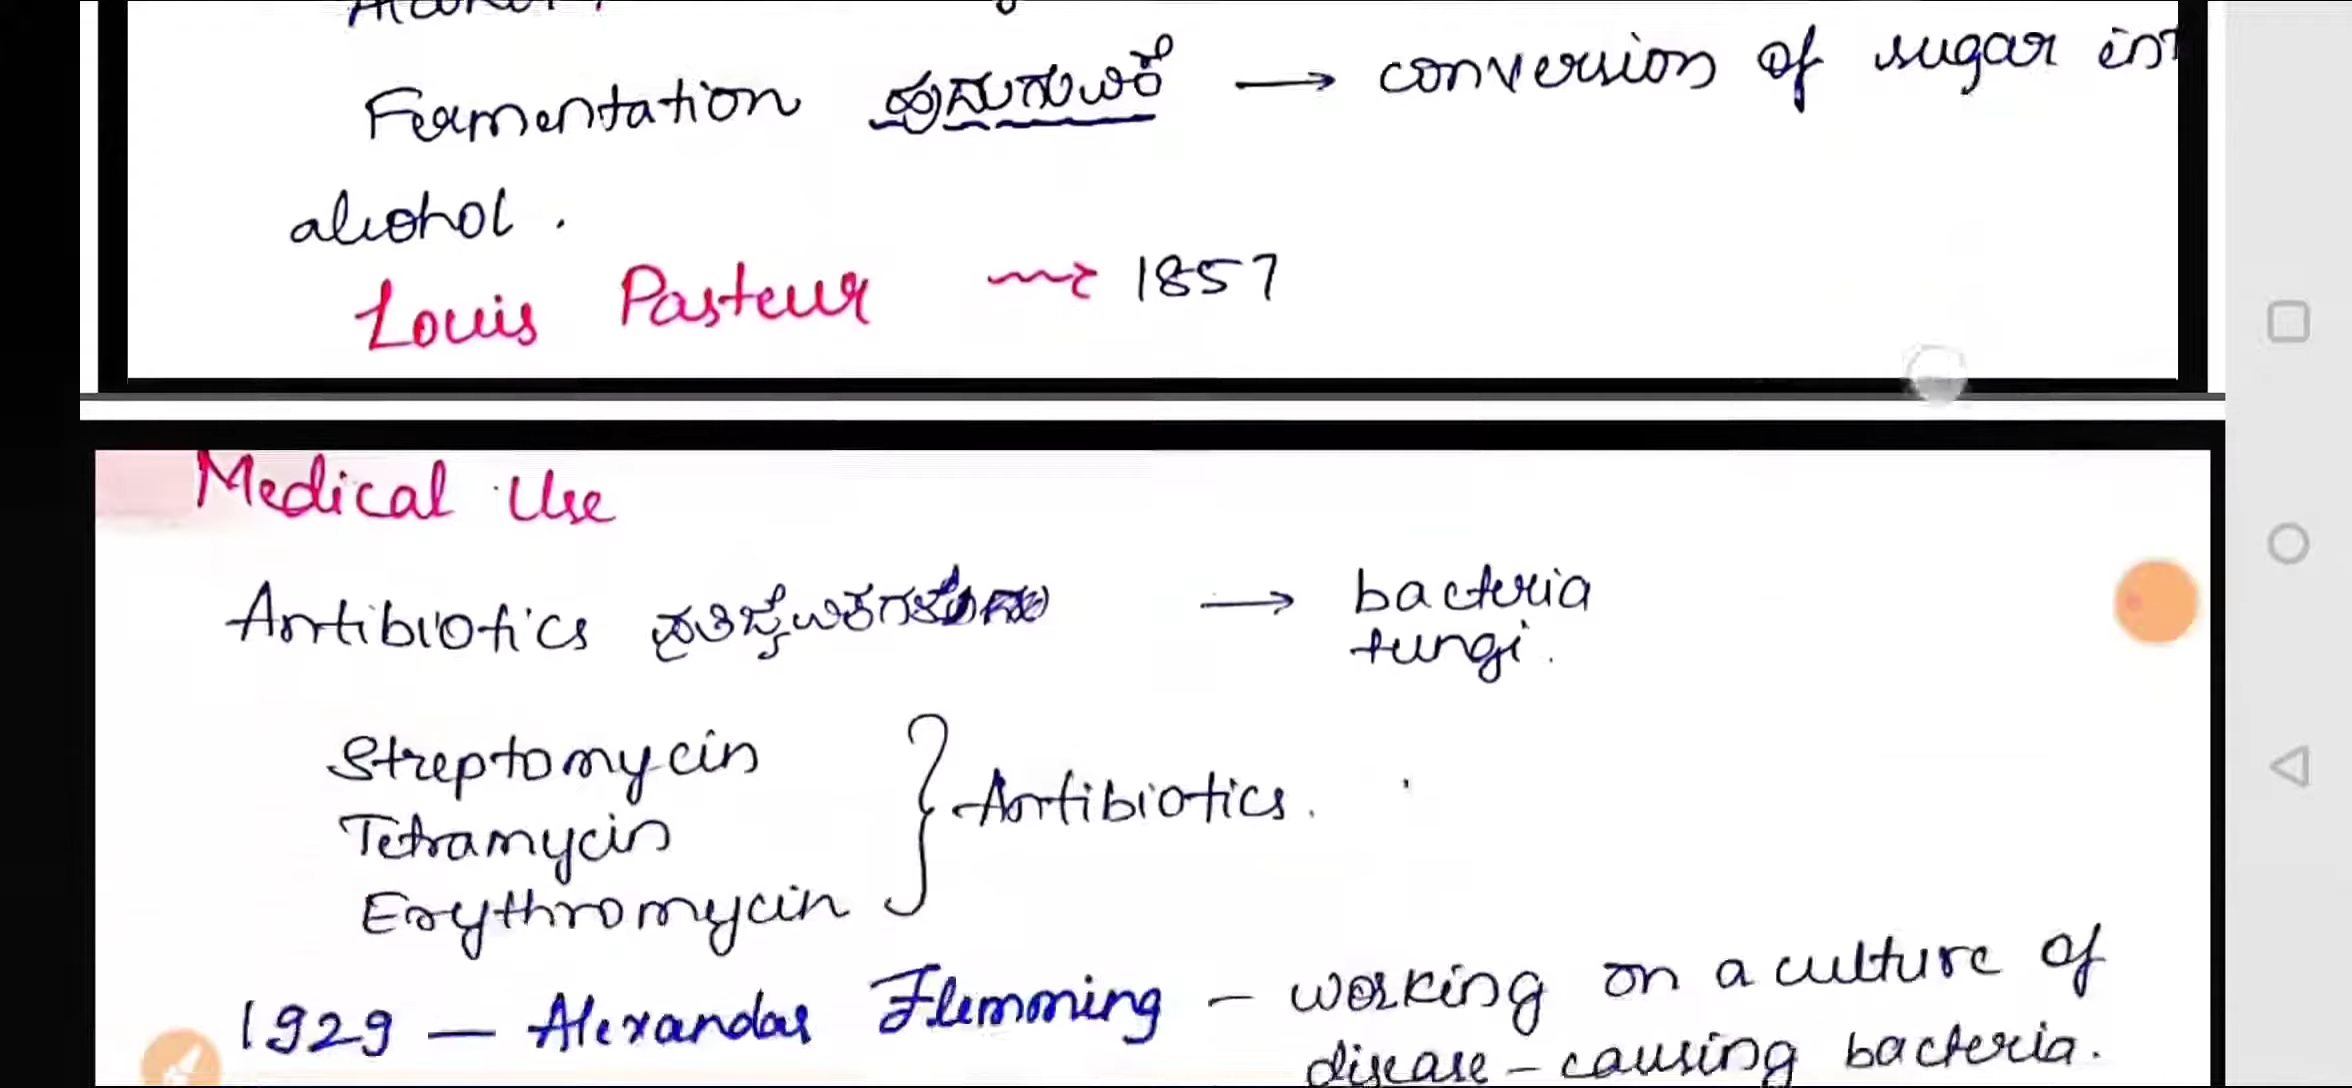 Fermentation ಹುದುಗುವಿಕೆ → conversion of sugar int
alcohol.
Louis Pasteur → 1857
Medical Use
Antibiotics → bacteria
fungi.
Streptomycin
Tetramycin
Erythromycin
Antibiotics.
1929 — Alexandar Flemming – working on a culture of
disease – causing bacteria.